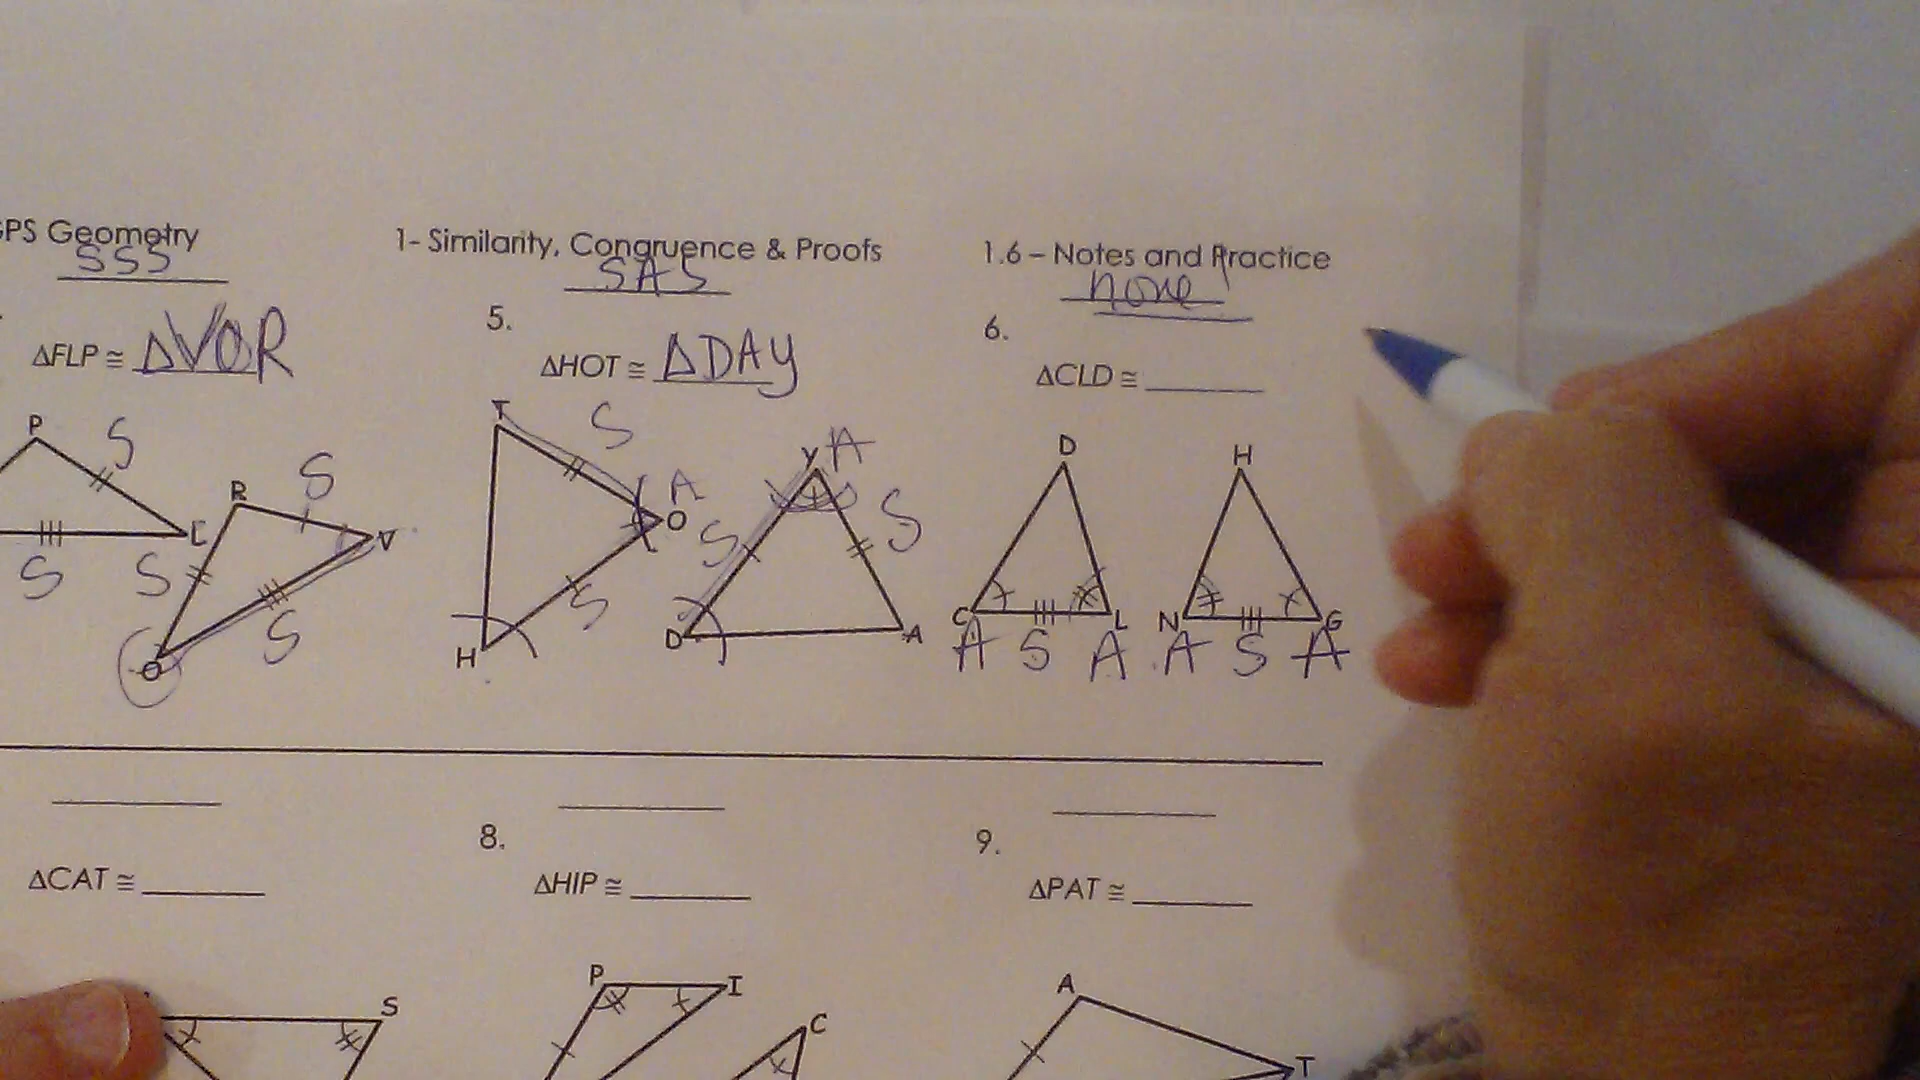 GPS Geometry 1- Similarity, Congruence & Proofs 1.6 – Notes and Practice
SSS SAS none
5. 6.
ΔFLP ≅ ΔVOR ΔHOT ≅ ΔDAY ΔCLD ≅
P S R S L V S S S O
T S A O S H Y A S S D A
D H C L N G
A S A A S A
8. 9.
ΔCAT ≅ ΔHIP ≅ ΔPAT ≅
S P I C A T